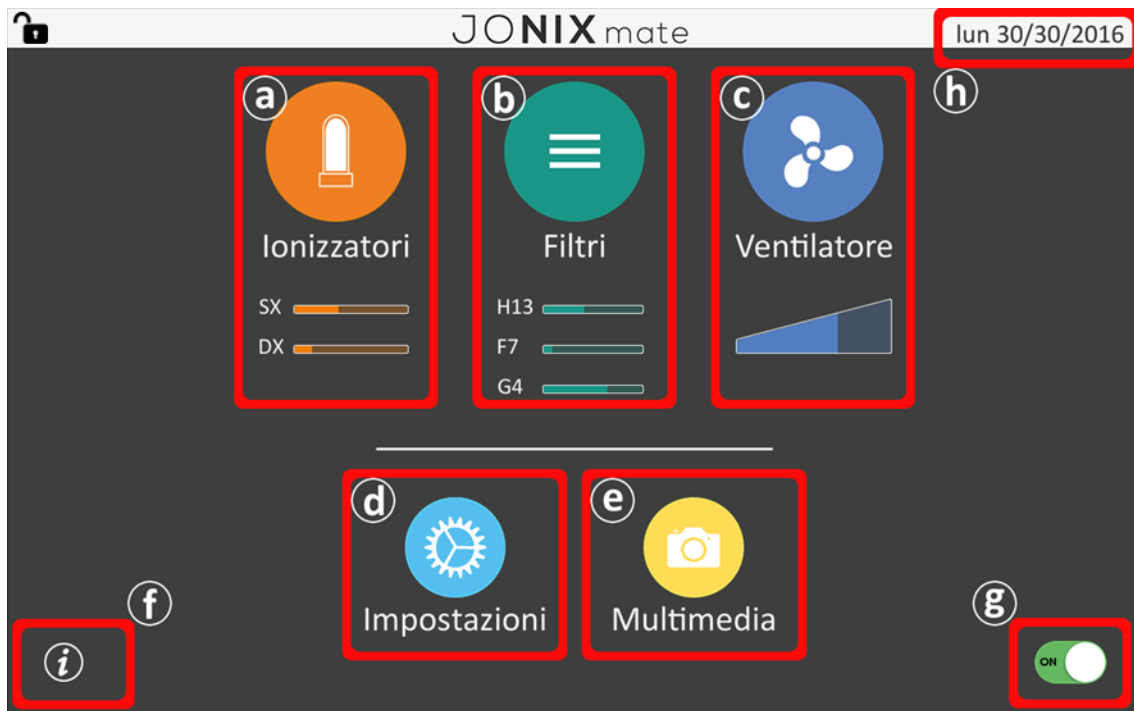 JONIX mate
lun 30/30/2016
a
b
c
h
Ionizzatori
Filtri
Ventilatore
SX
DX
H13
F7
G4
d
e
Impostazioni
Multimedia
f
g
i
ON